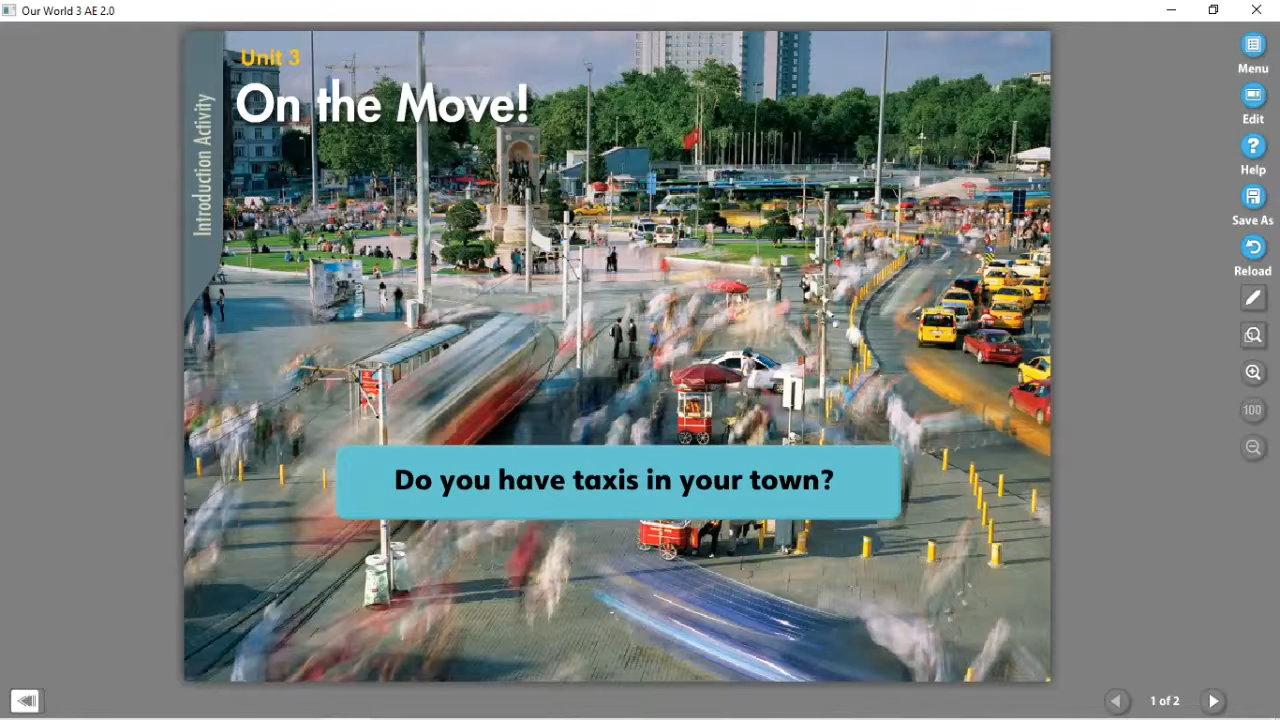 Our World 3 AE 2.0
Unit 3
On the Move!
Introduction Activity
Do you have taxis in your town?
Menu
Edit
Help
Save As
Reload
100
1 of 2